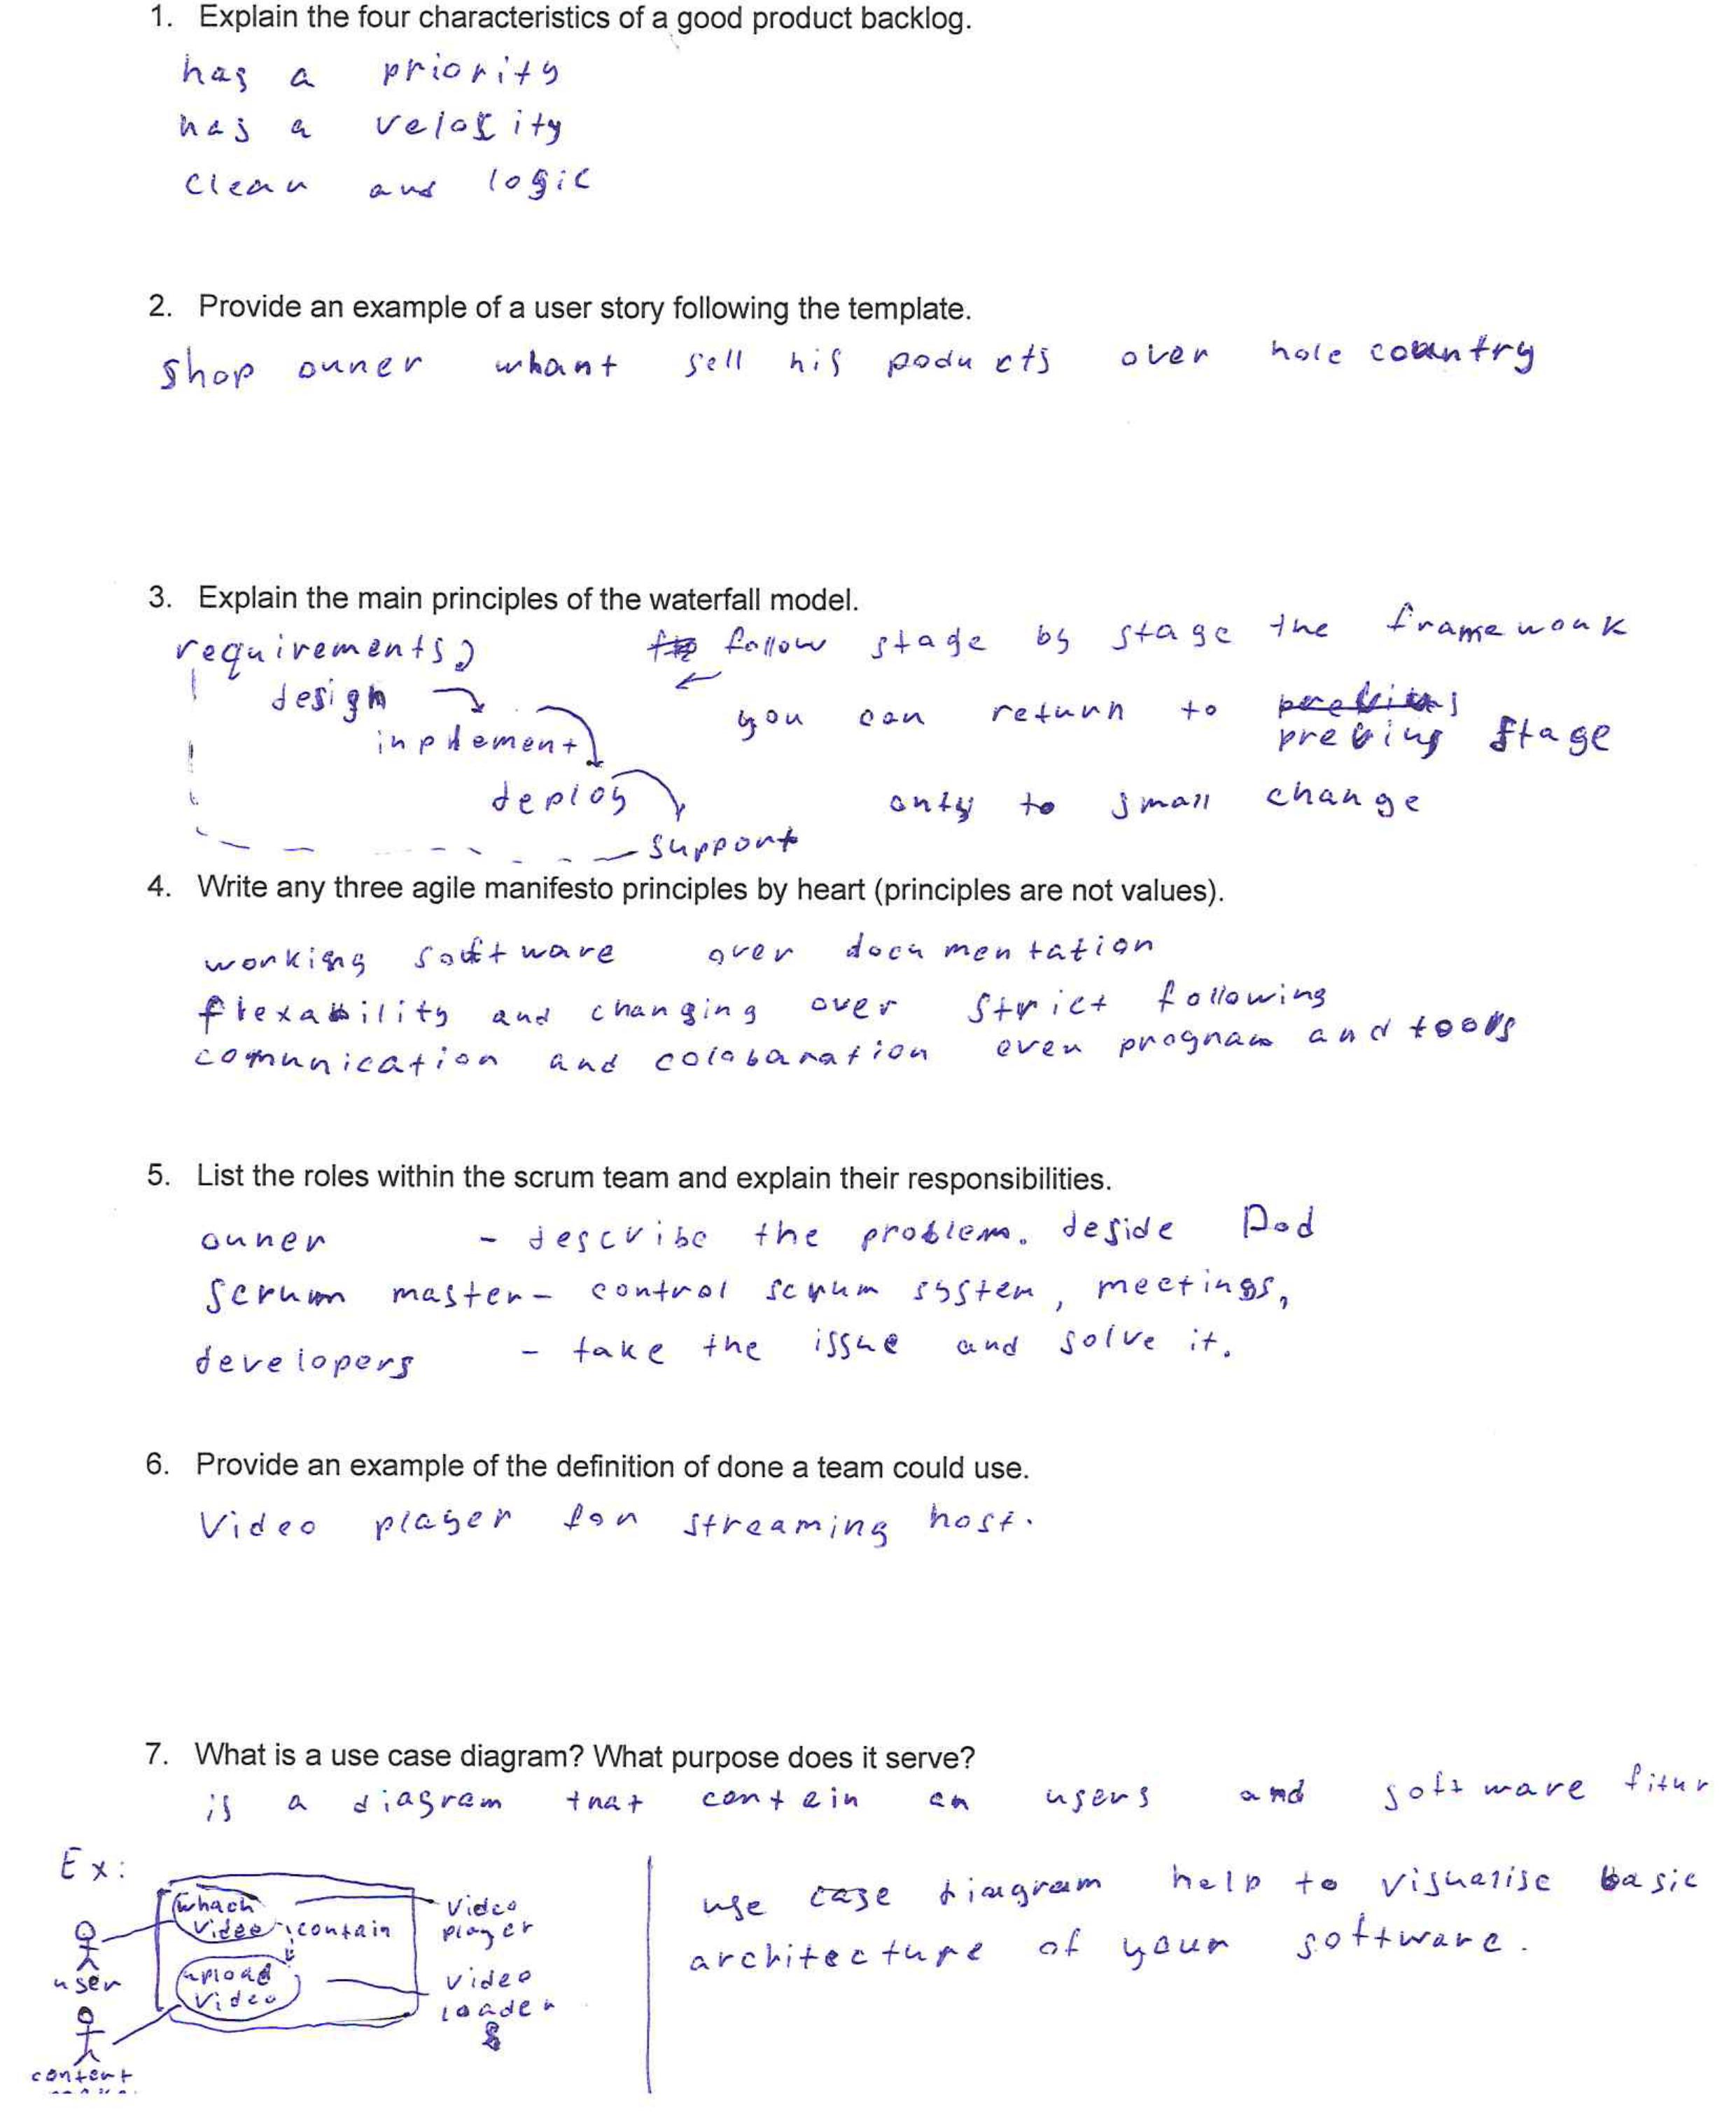 1. Explain the four characteristics of a good product backlog.
has a priority
has a velosity
clean and logic
2. Provide an example of a user story following the template.
shop ouner whant sell his poducts over hole country
3. Explain the main principles of the waterfall model.
requirements
design
inplement
deploy
support
follow stage by stage the framewouk
you can return to
previus stage
only to small change
4. Write any three agile manifesto principles by heart (principles are not values).
working software over documentation
flexability and changing over strict following
comunication and colabaration over program and tools
5. List the roles within the scrum team and explain their responsibilities.
ouner - describe the problem. deside Dod
Scrum master - control scrum system, meetings,
developers - take the issue and solve it.
6. Provide an example of the definition of done a team could use.
Video player for streaming host.
7. What is a use case diagram? What purpose does it serve?
is a diagram that contein an users and software fitur
Ex:
whach
video
contain
upload
video
user
content
video
player
video
loader
use case diagram help to visualise basic
architecture of your software.